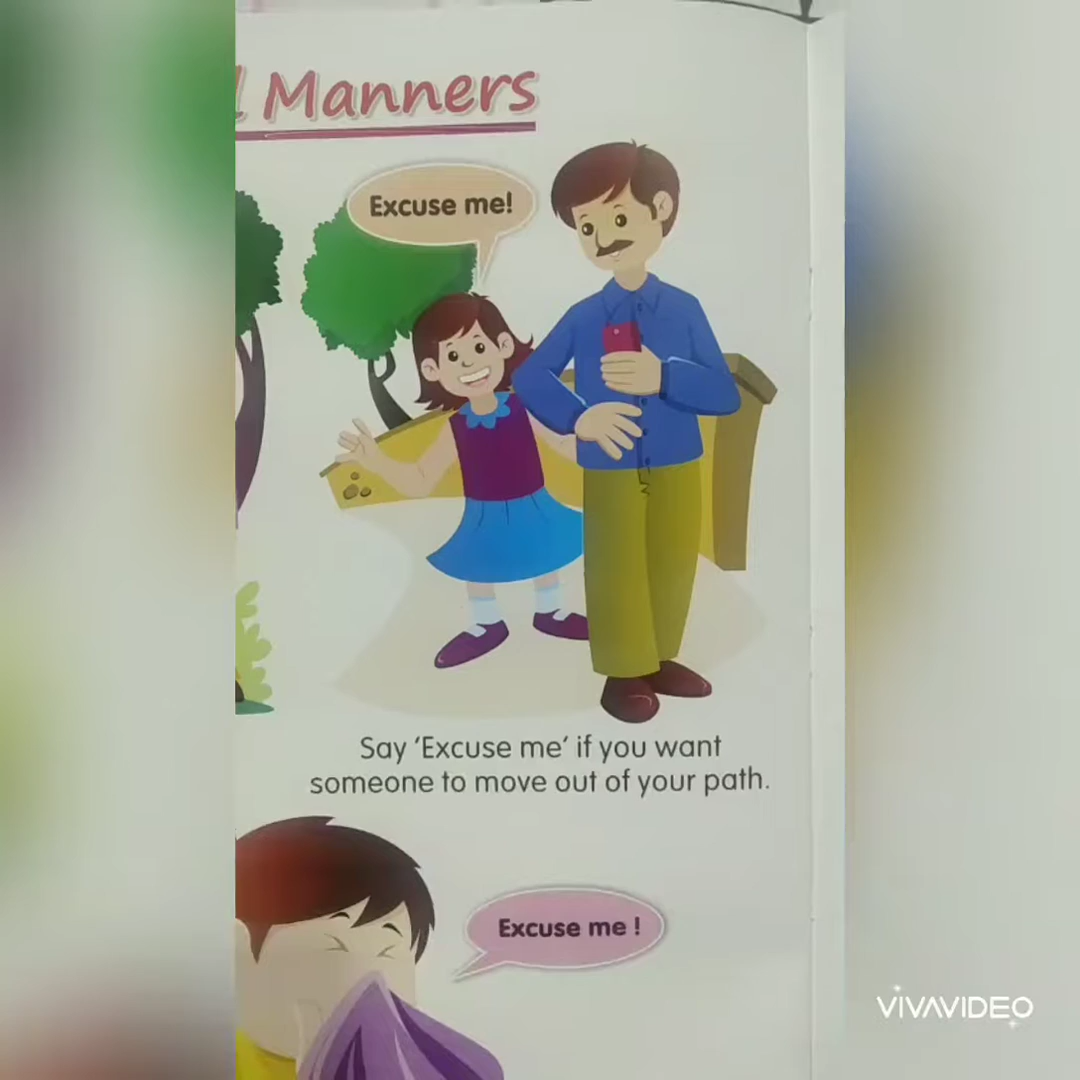 Manners
Excuse me!
Say ‘Excuse me’ if you want
someone to move out of your path.
Excuse me !
VIVAVIDEO